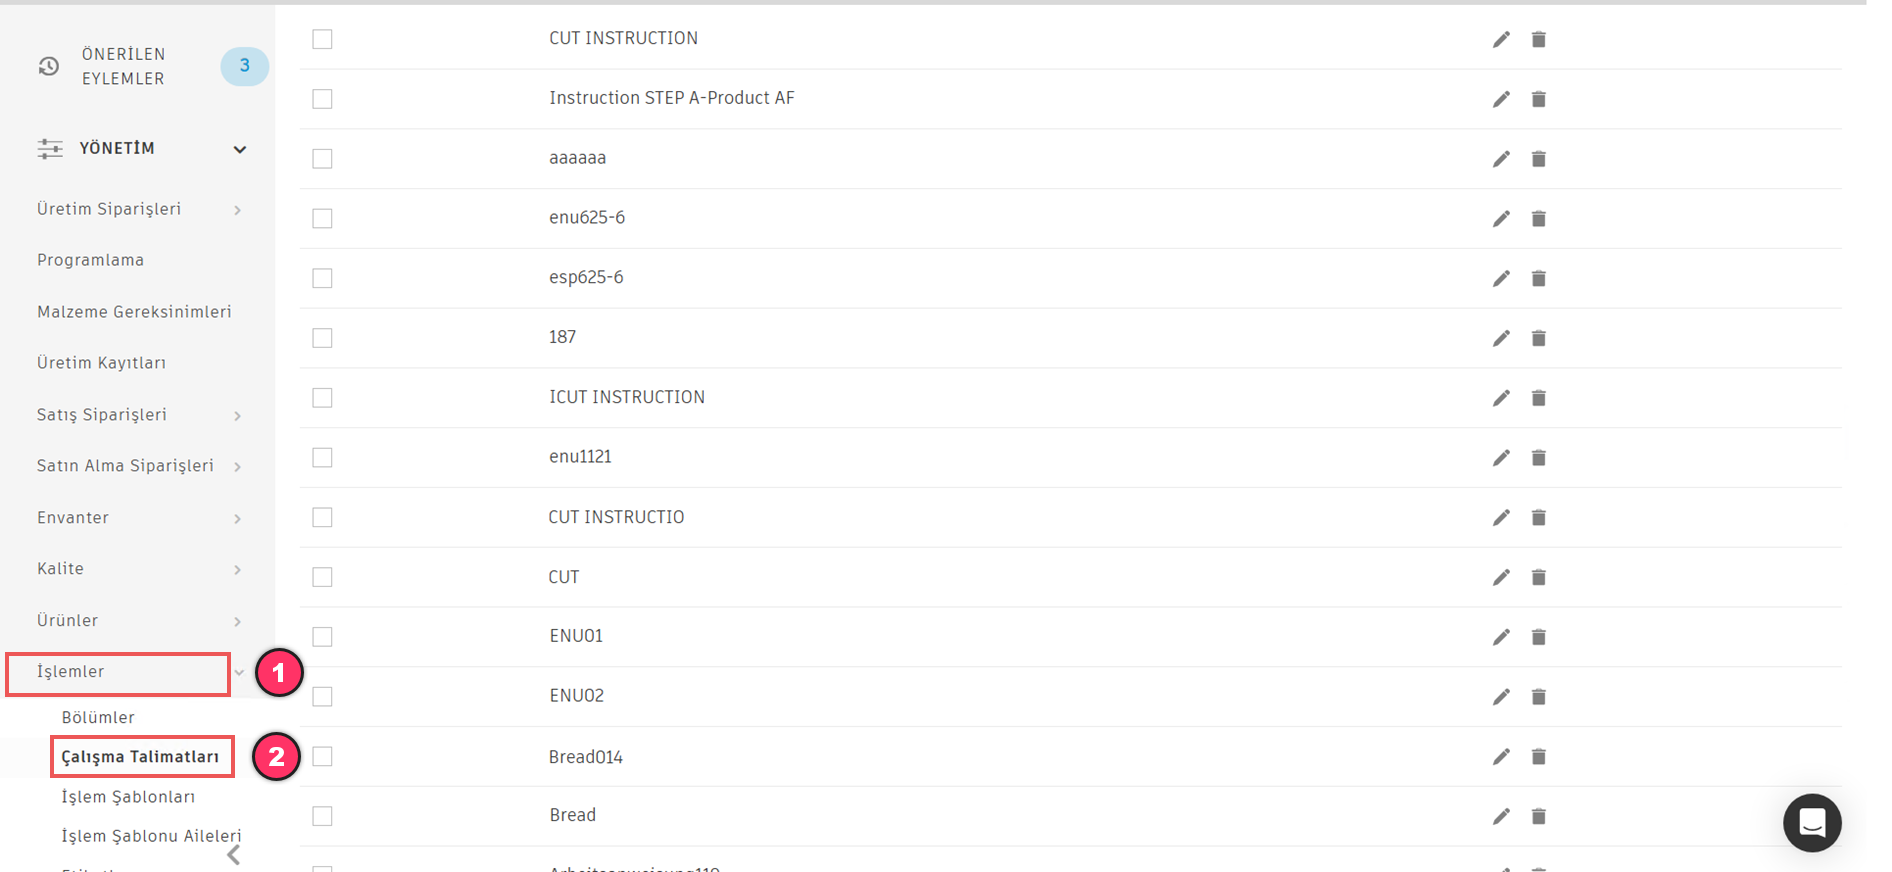 ÖNERİLEN
EYLEMLER
3
YÖNETİM
Üretim Siparişleri
Programlama
Malzeme Gereksinimleri
Üretim Kayıtları
Satış Siparişleri
Satın Alma Siparişleri
Envanter
Kalite
Ürünler
İşlemler
1
Bölümler
Çalışma Talimatları
2
İşlem Şablonları
İşlem Şablonu Aileleri
CUT INSTRUCTION
Instruction STEP A-Product AF
aaaaaa
enu625-6
esp625-6
187
ICUT INSTRUCTION
enu1121
CUT INSTRUCTIO
CUT
ENU01
ENU02
Bread014
Bread